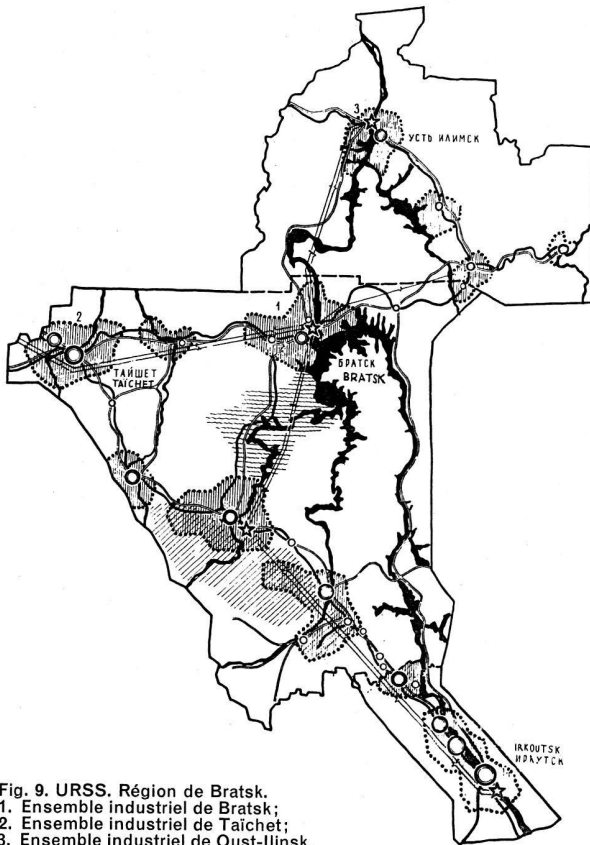 3
УСТЬ ИЛИМСК
1
2
ТАЙШЕТ
TAÏCHET
БРАТСК
BRATSK
IRKOUTSK
ИРКУТСК
Fig. 9. URSS. Région de Bratsk.
1. Ensemble industriel de Bratsk;
2. Ensemble industriel de Taïchet;
3. Ensemble industriel de Oust-Ilinsk.